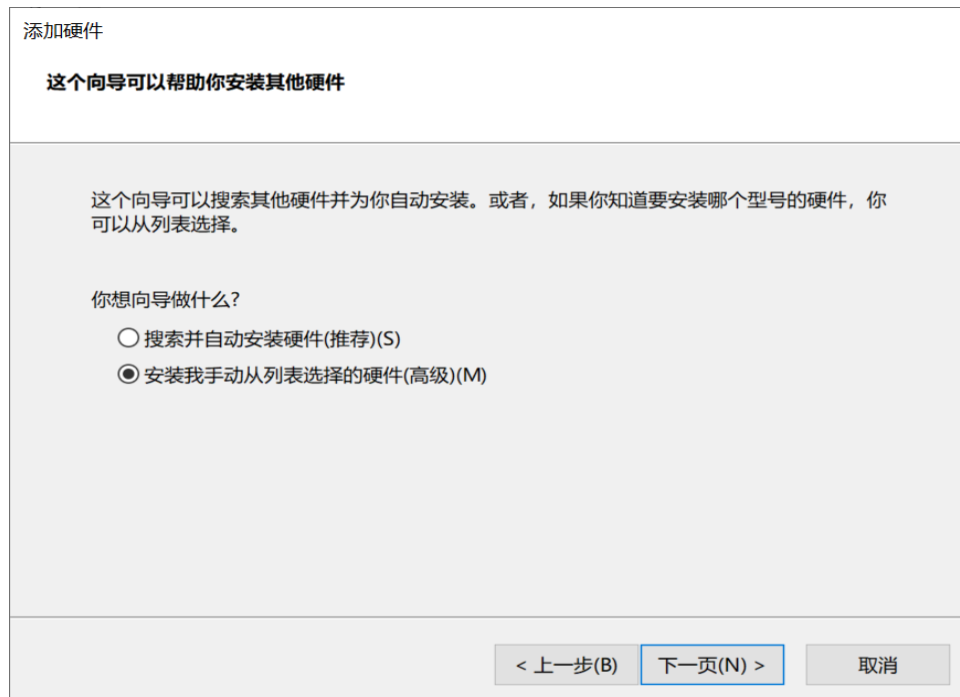 添加硬件
这个向导可以帮助你安装其他硬件
这个向导可以搜索其他硬件并为你自动安装。或者，如果你知道要安装哪个型号的硬件，你
可以从列表选择。
你想向导做什么?
搜索并自动安装硬件(推荐)(S)
安装我手动从列表选择的硬件(高级)(M)
< 上一步(B)
下一页(N) >
取消